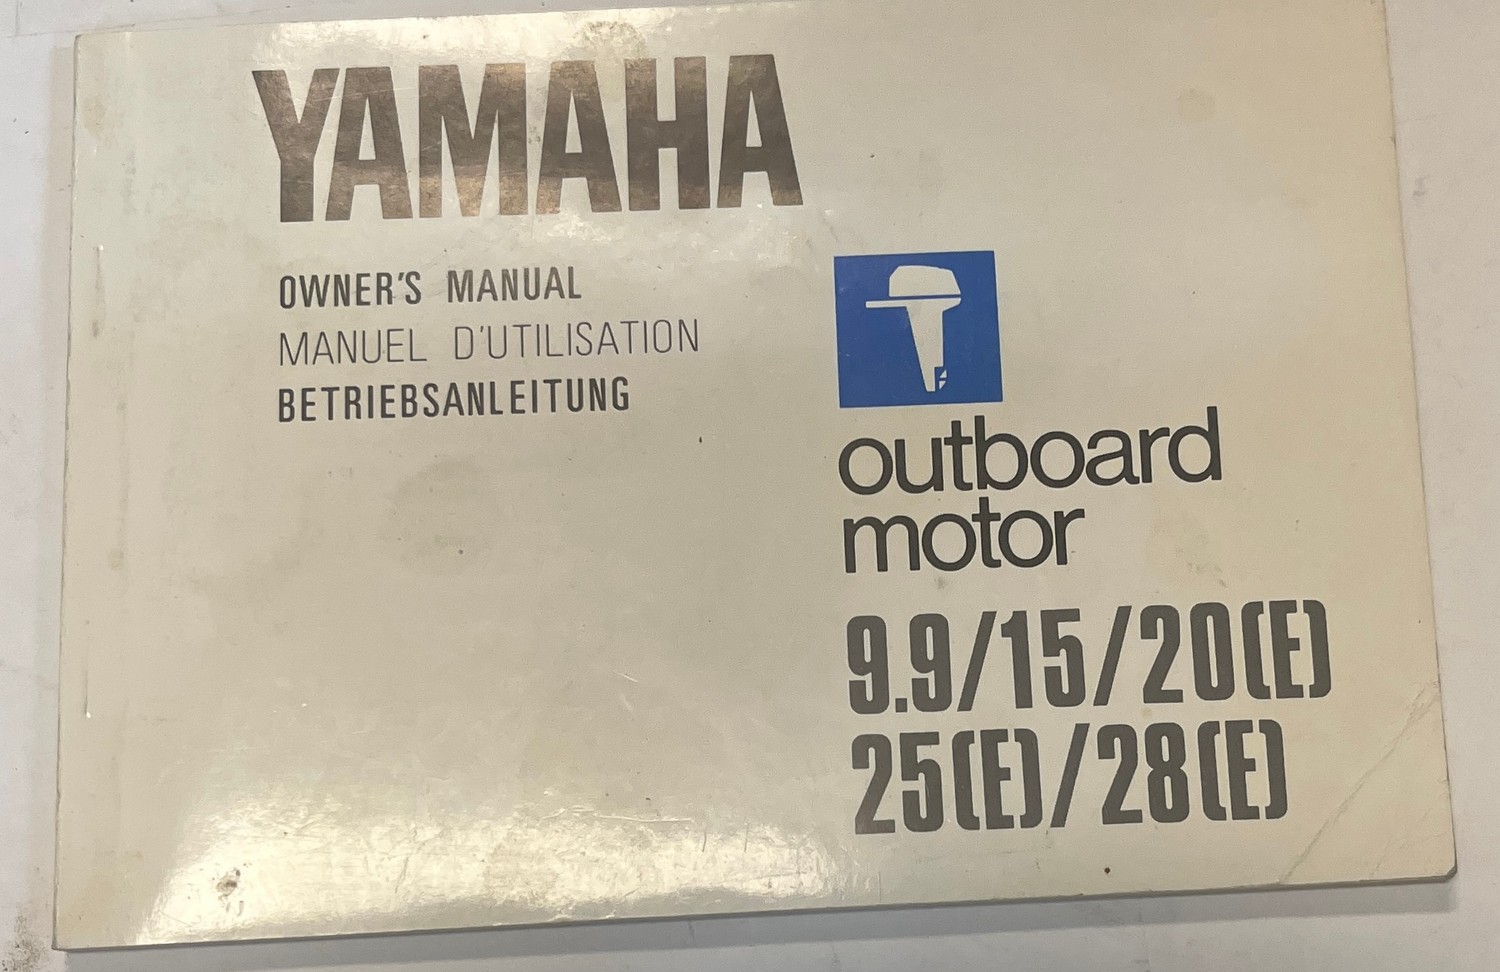 YAMAHA
OWNER'S MANUAL
MANUEL D'UTILISATION
BETRIEBSANLEITUNG
outboard
motor
9.9/15/20(E)
25(E)/28(E)